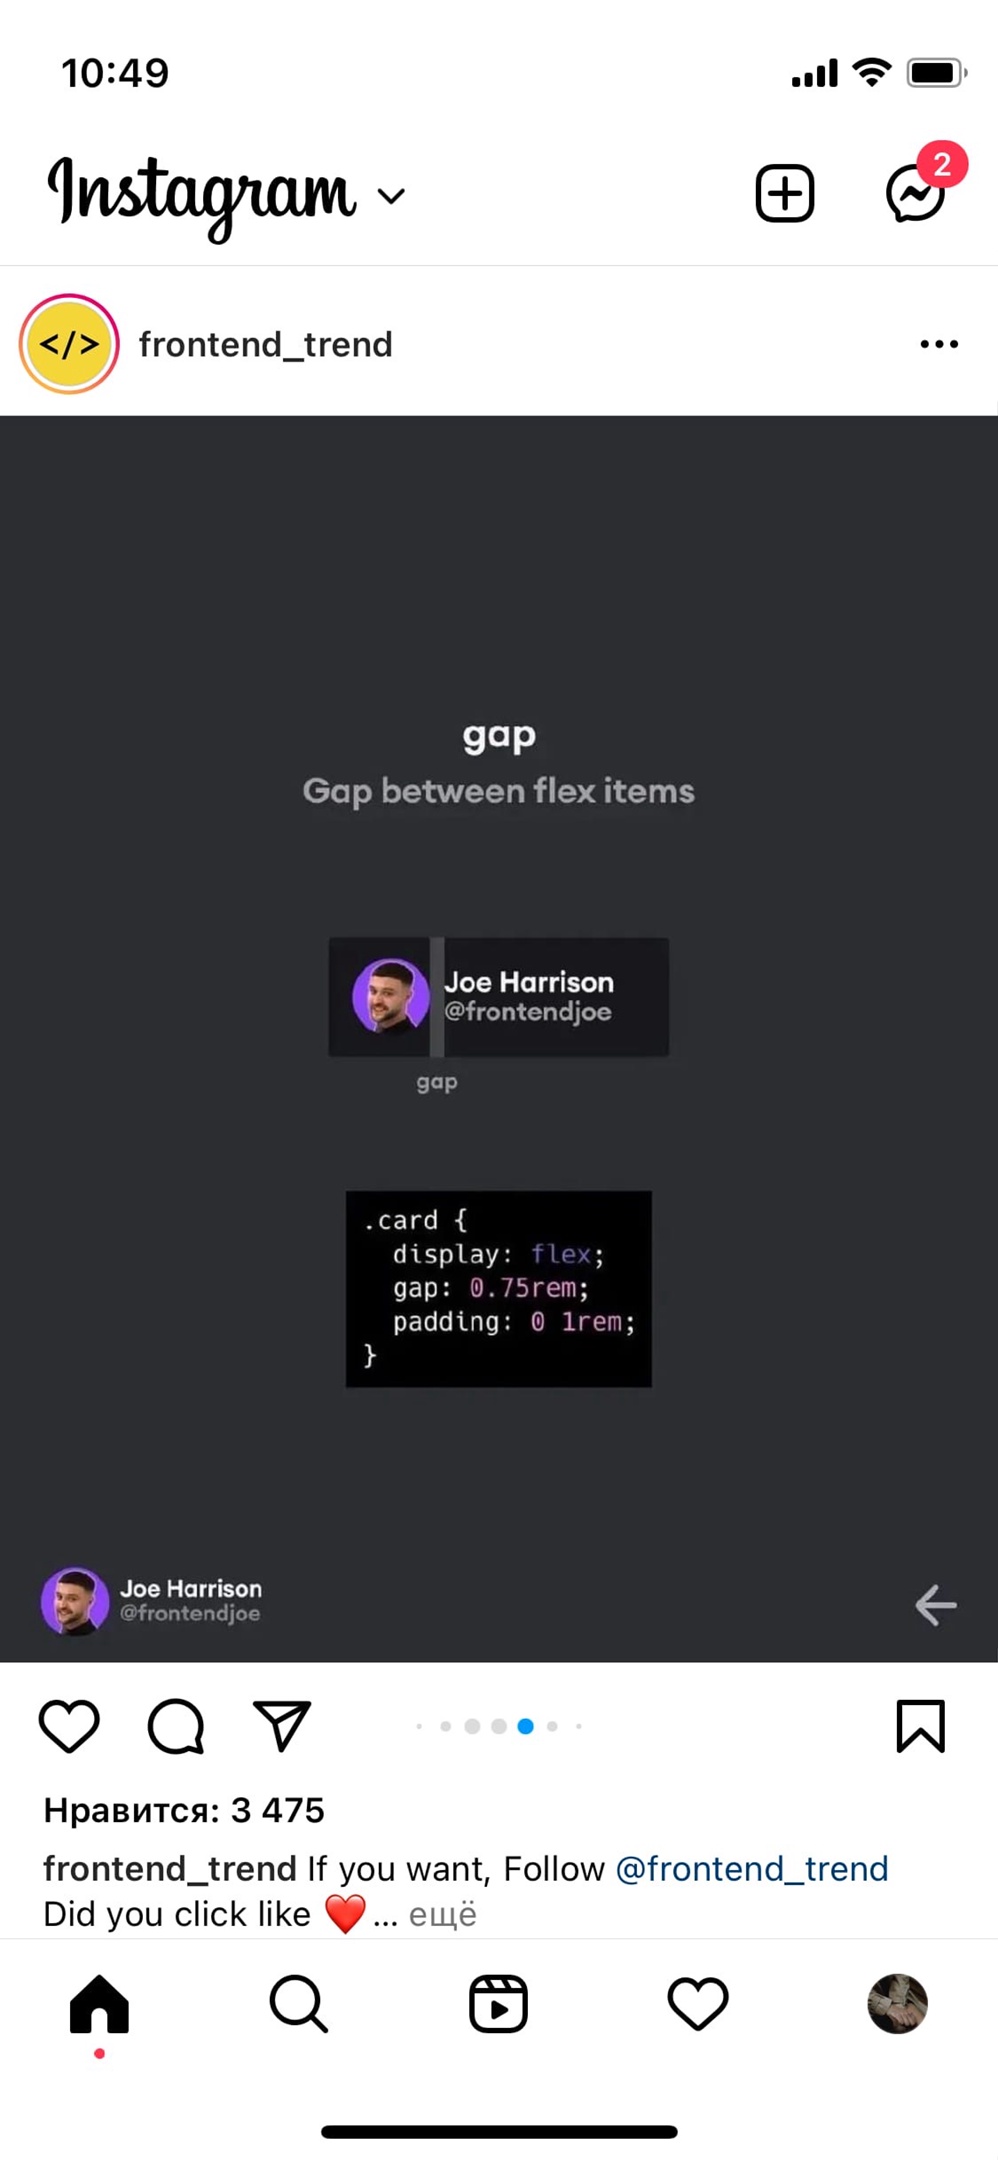 10:49
Instagram
2
</> frontend_trend
gap
Gap between flex items
Joe Harrison
@frontendjoe
gap
.card {
display: flex;
gap: 0.75rem;
padding: 0 1rem;
}
Joe Harrison
@frontendjoe
Нравится: 3 475
frontend_trend If you want, Follow @frontend_trend
Did you click like ❤️... ещё